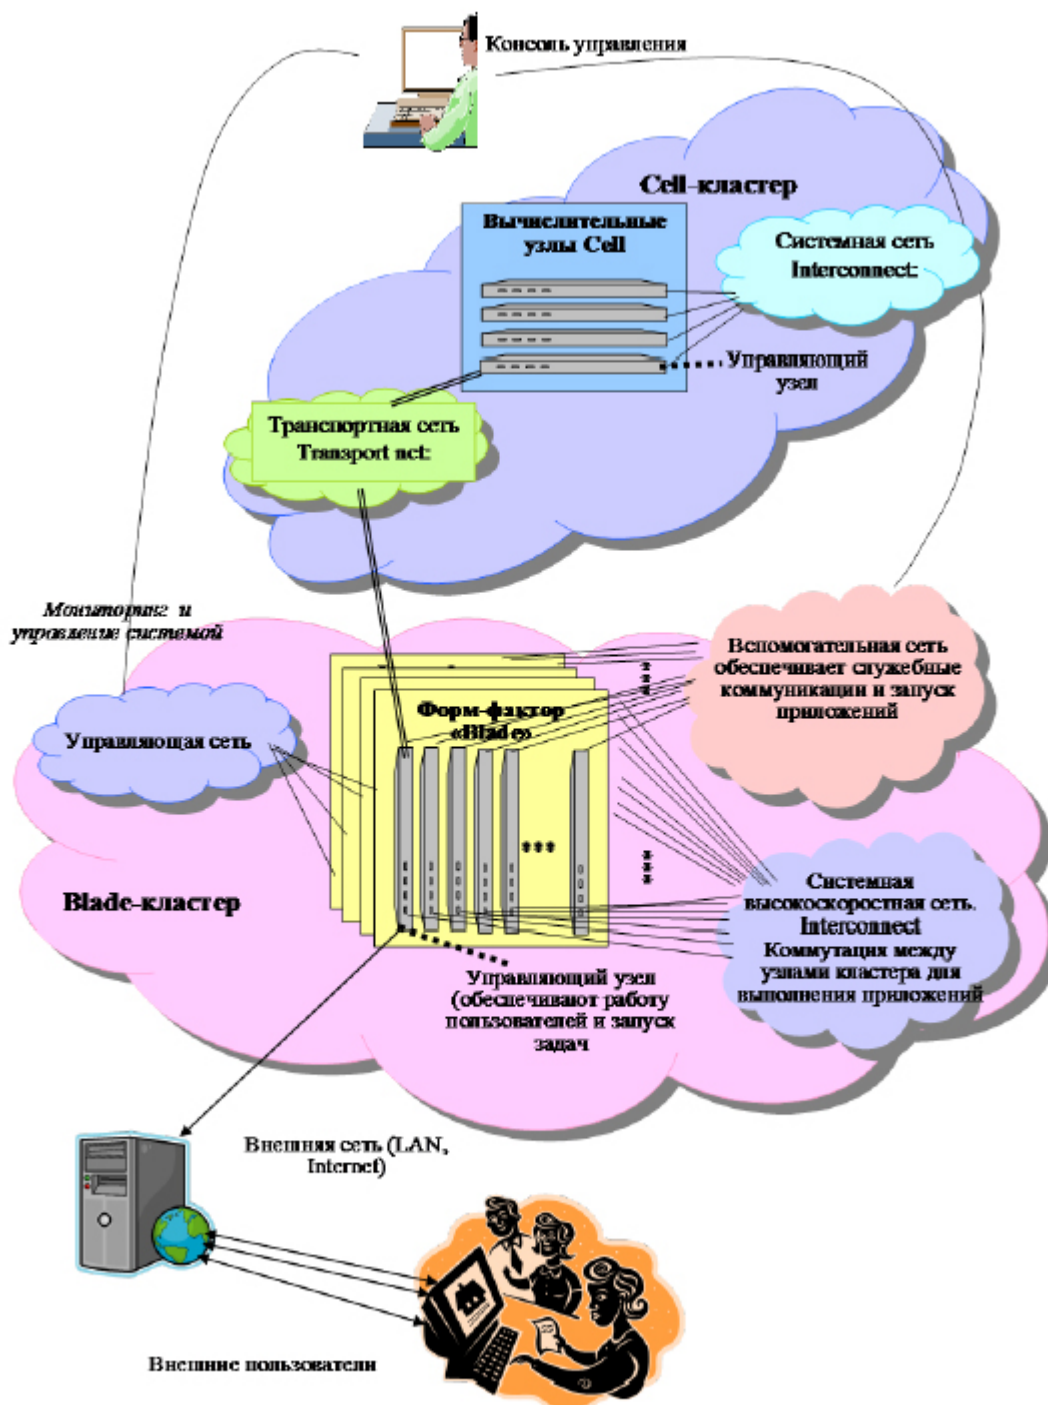 Консоль управления
Cell-кластер
Вычислительные
узлы Cell
Системная сеть
Interconnect:
Управляющий
узел
Транспортная сеть
Transport net:
Мониторинг и
управление системой
Вспомогательная сеть
обеспечивает служебные
коммуникации и запуск
приложений
Форм-фактор
«Blade»
Управляющая сеть
Blade-кластер
Системная
высокоскоростная сеть.
Interconnect
Коммутация между
узлами кластера для
выполнения приложений
Управляющий узел
(обеспечивают работу
пользователей и запуск
задач
Внешняя сеть (LAN,
Internet)
Внешние пользователи